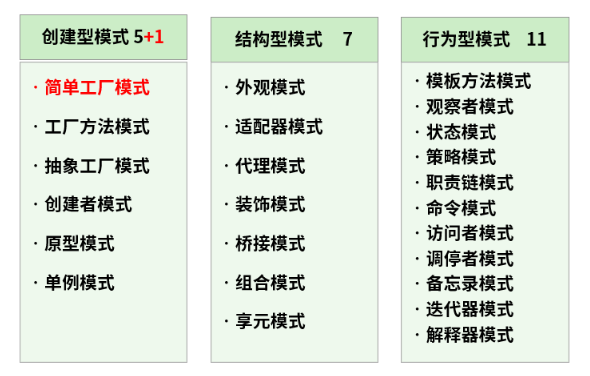 创建型模式 5+1
· 简单工厂模式
· 工厂方法模式
· 抽象工厂模式
· 创建者模式
· 原型模式
· 单例模式
结构型模式 7
· 外观模式
· 适配器模式
· 代理模式
· 装饰模式
· 桥接模式
· 组合模式
· 享元模式
行为型模式 11
· 模板方法模式
· 观察者模式
· 状态模式
· 策略模式
· 职责链模式
· 命令模式
· 访问者模式
· 调停者模式
· 备忘录模式
· 迭代器模式
· 解释器模式